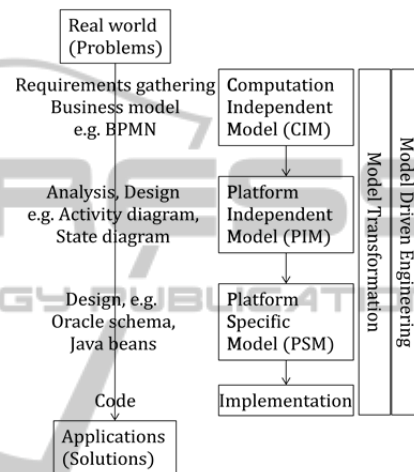 Real world
(Problems)
Requirements gathering
Business model
e.g. BPMN
Computation
Independent
Model (CIM)
Analysis, Design
e.g. Activity diagram,
State diagram
Platform
Independent
Model (PIM)
Design, e.g.
Oracle schema,
Java beans
Platform
Specific
Model (PSM)
Code
Implementation
Applications
(Solutions)
Model Transformation
Model Driven Engineering